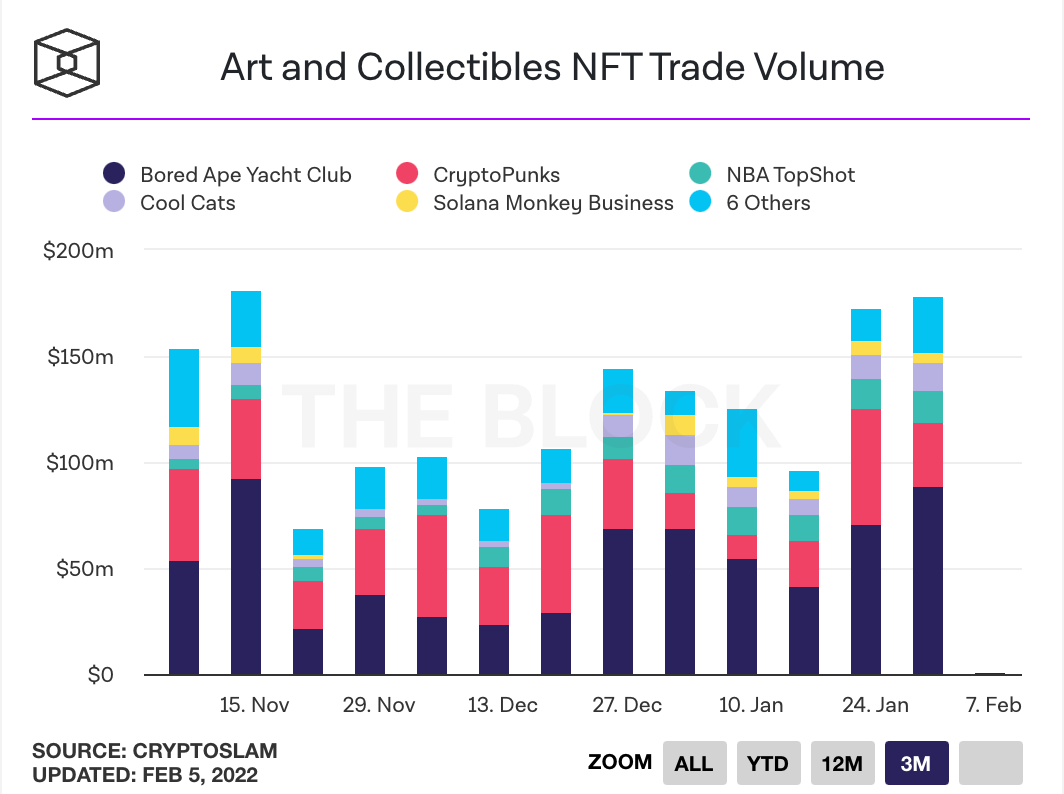 Art and Collectibles NFT Trade Volume
Bored Ape Yacht Club CryptoPunks NBA TopShot
Cool Cats Solana Monkey Business 6 Others
$200m
$150m
THE BLOCK
$100m
$50m
$0
15. Nov 29. Nov 13. Dec 27. Dec 10. Jan 24. Jan 7. Feb
SOURCE: CRYPTOSLAM
UPDATED: FEB 5, 2022
ZOOM ALL YTD 12M 3M